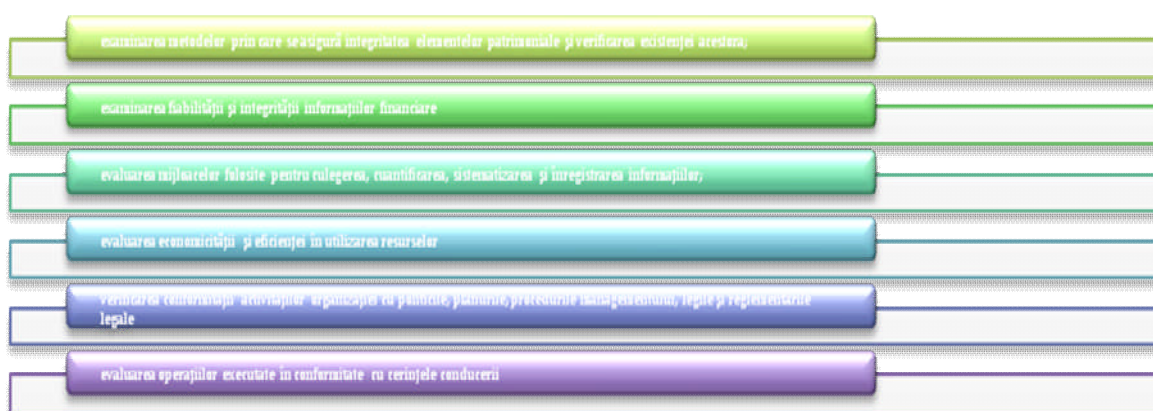 examinarea metodelor prin care se asigură integritatea elementelor patrimoniale și verificarea existenței acestora;
examinarea fiabilității și integrității informațiilor financiare
evaluarea mijloacelor folosite pentru culegerea, cuantificarea, sistematizarea și înregistrarea informațiilor;
evaluarea economicității și eficienței în utilizarea resurselor
verificarea conformității activităților organizației cu politicile, planurile, procedurile managementului, legile și reglementările
legale
evaluarea operațiilor executate în conformitate cu cerințele conducerii